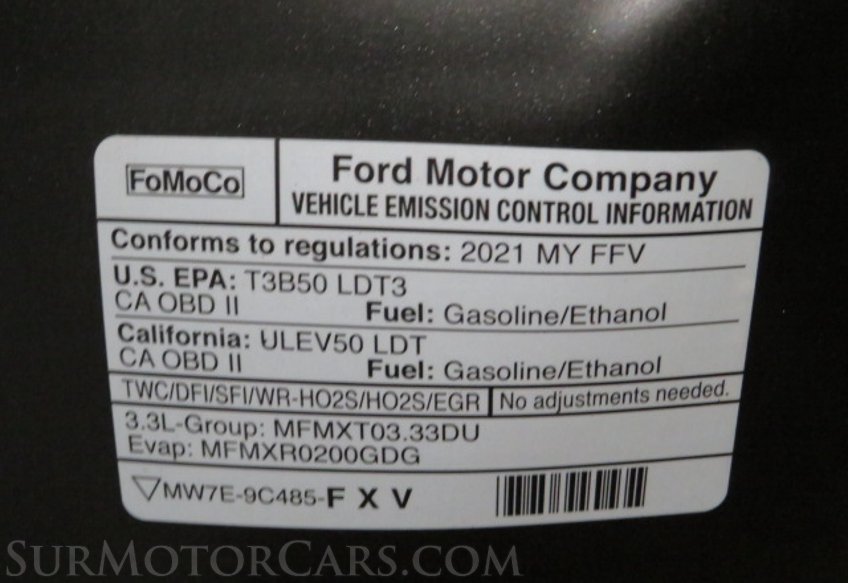 FoMoCo
Ford Motor Company
VEHICLE EMISSION CONTROL INFORMATION
Conforms to regulations: 2021 MY FFV
U.S. EPA: T3B50 LDT3
CA OBD II Fuel: Gasoline/Ethanol
California: ULEV50 LDT
CA OBD II Fuel: Gasoline/Ethanol
TWC/DFI/SFI/WR-HO2S/HO2S/EGR No adjustments needed.
3.3L-Group: MFMXT03.33DU
Evap: MFMXR0200GDG
▽MW7E-9C485-F X V
SURMOTORCARS.COM